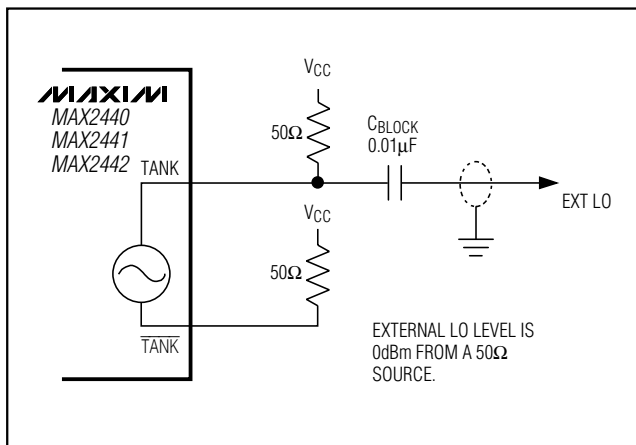 VCC
MAXIM
MAX2440
MAX2441
MAX2442
50Ω
CBLOCK
0.01µF
TANK
EXT LO
VCC
50Ω
TANK
EXTERNAL LO LEVEL IS
0dBm FROM A 50Ω
SOURCE.